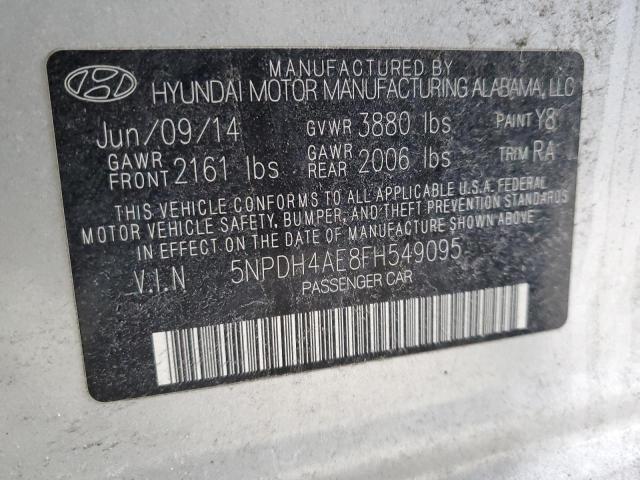 MANUFACTURED BY
HYUNDAI MOTOR MANUFACTURING ALABAMA, LLC
Jun/09/14 GVWR 3880 lbs PAINT Y8
GAWR FRONT 2161 lbs GAWR REAR 2006 lbs TRIM RA
THIS VEHICLE CONFORMS TO ALL APPLICABLE U.S.A. FEDERAL
MOTOR VEHICLE SAFETY, BUMPER, AND THEFT PREVENTION STANDARDS
IN EFFECT ON THE DATE OF MANUFACTURE SHOWN ABOVE
V.I.N 5NPDH4AE8FH549095
PASSENGER CAR